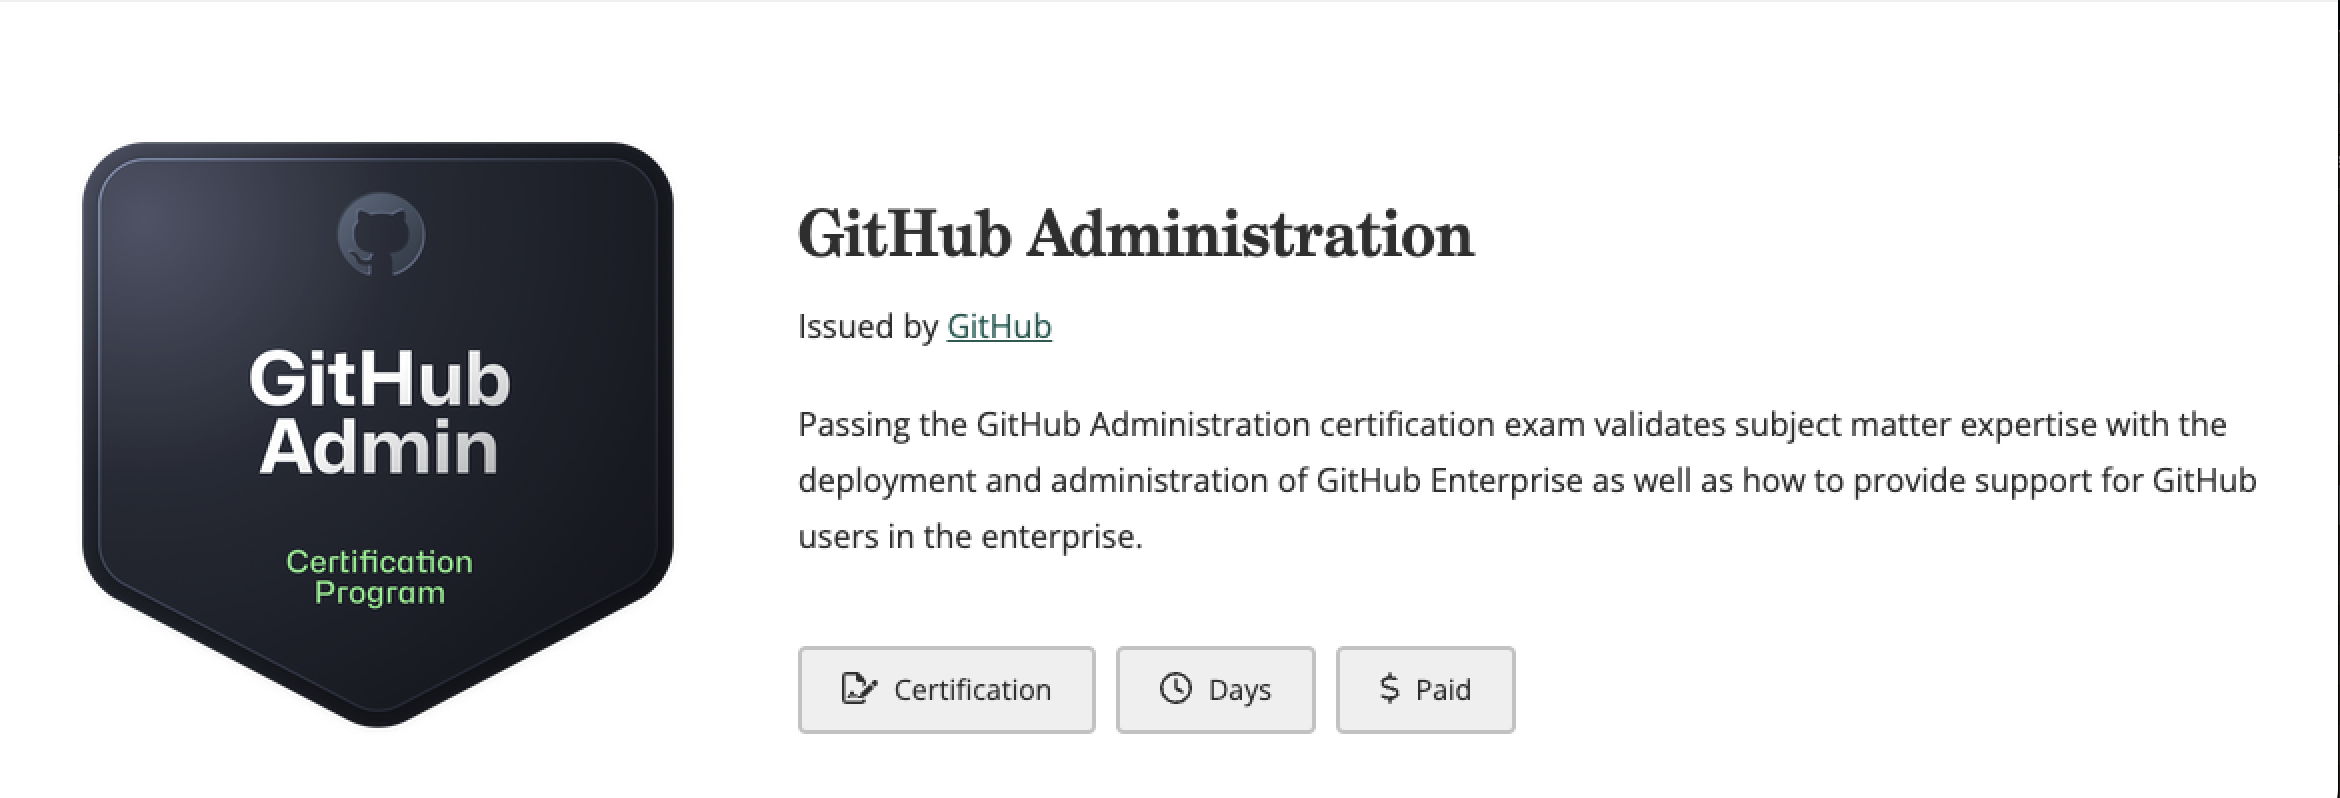 GitHub
Admin
Certification
Program
GitHub Administration
Issued by GitHub
Passing the GitHub Administration certification exam validates subject matter expertise with the
deployment and administration of GitHub Enterprise as well as how to provide support for GitHub
users in the enterprise.
Certification
Days
$ Paid